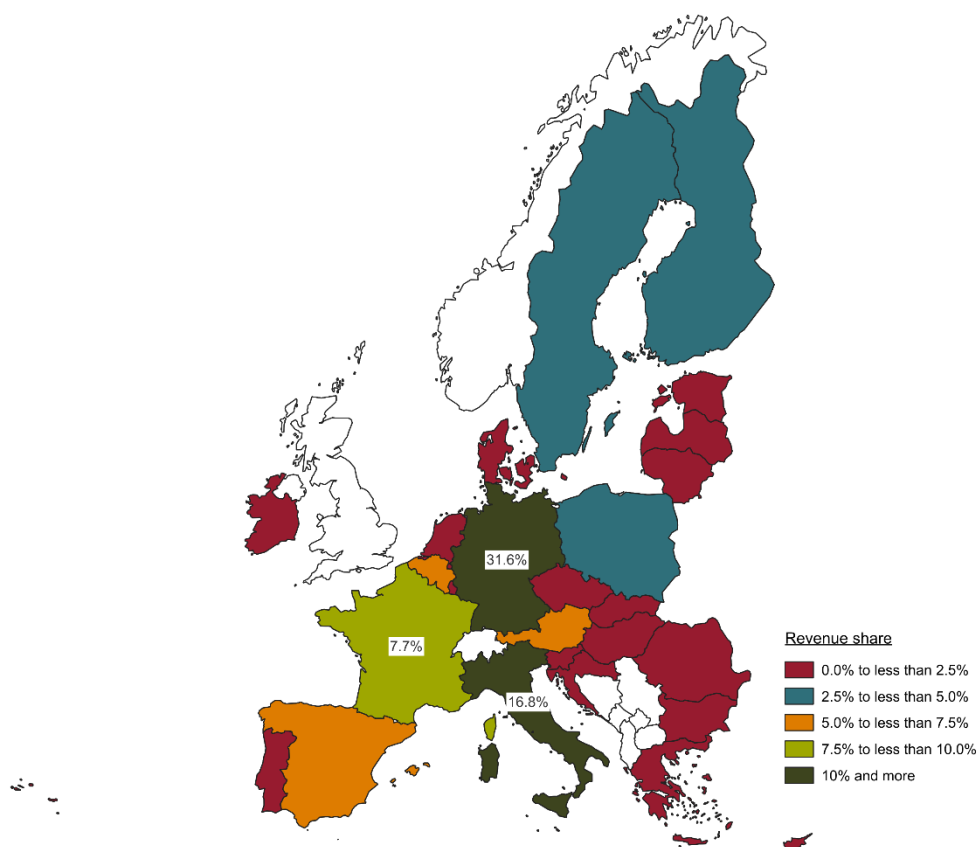 31.6%
7.7%
16.8%
Revenue share
0.0% to less than 2.5%
2.5% to less than 5.0%
5.0% to less than 7.5%
7.5% to less than 10.0%
10% and more